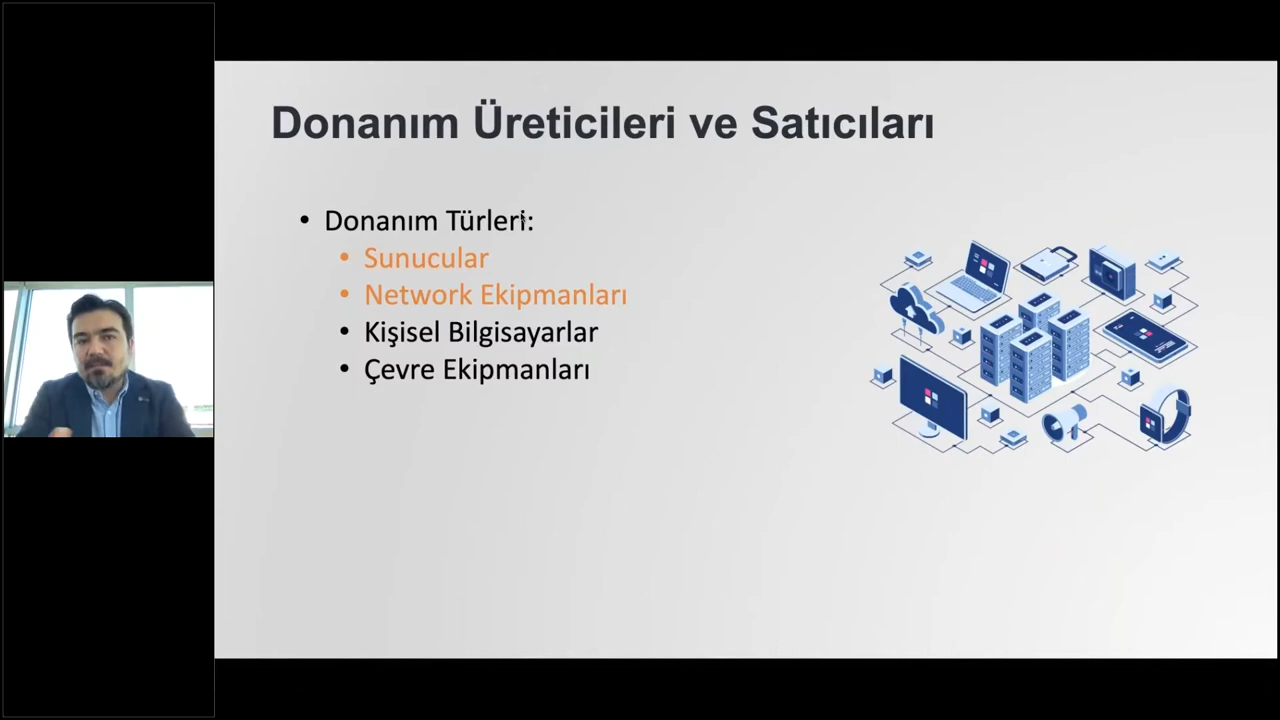 Donanım Üreticileri ve Satıcıları
• Donanım Türleri:
• Sunucular
• Network Ekipmanları
• Kişisel Bilgisayarlar
• Çevre Ekipmanları